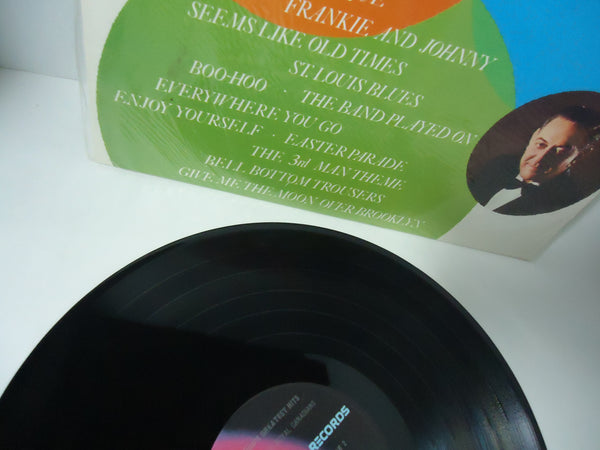 FRANKIE AND JOHNNY
SEEMS LIKE OLD TIMES
ST. LOUIS BLUES
BOO-HOO · THE BAND PLAYED ON
EVERYWHERE YOU GO
ENJOY YOURSELF · EASTER PARADE
THE 3rd MAN THEME
BELL BOTTOM TROUSERS
GIVE ME THE MOON OVER BROOKLYN
GREATEST HITS
CANADIANS
RECORDS
2